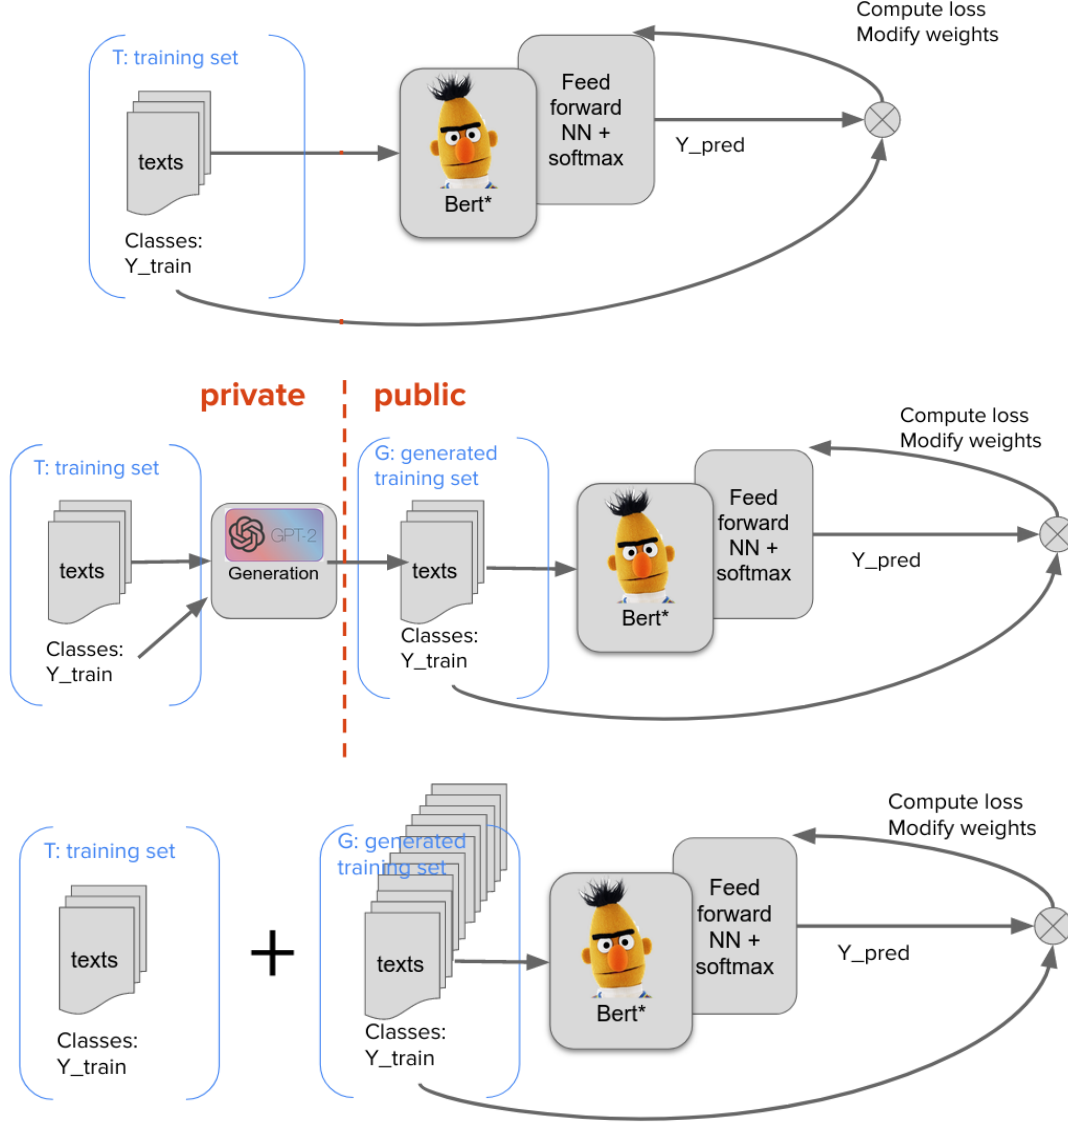 Compute loss
Modify weights
T: training set
Feed
forward
NN +
softmax
texts
Y_pred
Bert*
Classes:
Y_train
private
public
Compute loss
Modify weights
T: training set
G: generated
training set
Feed
forward
NN +
softmax
GPT-2
Generation
texts
texts
Y_pred
Bert*
Classes:
Y_train
Classes:
Y_train
Compute loss
Modify weights
T: training set
G: generated
training set
Feed
forward
NN +
softmax
texts
+
texts
Y_pred
Bert*
Classes:
Y_train
Classes:
Y_train